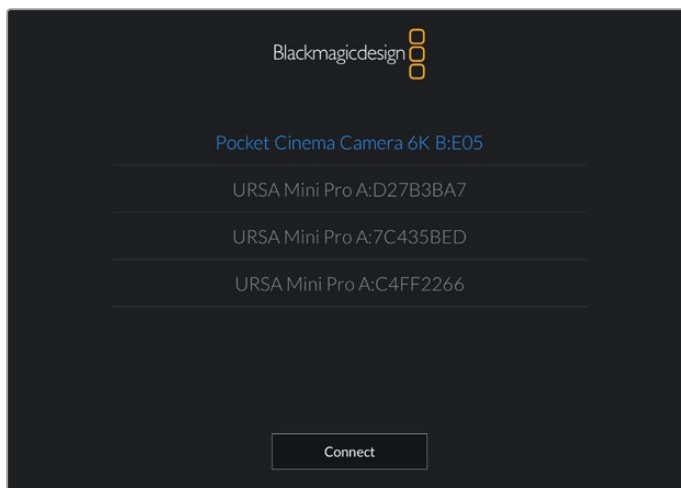 Blackmagicdesign
Pocket Cinema Camera 6K B:E05
URSA Mini Pro A:D27B3BA7
URSA Mini Pro A:7C435BED
URSA Mini Pro A:C4FF2266
Connect